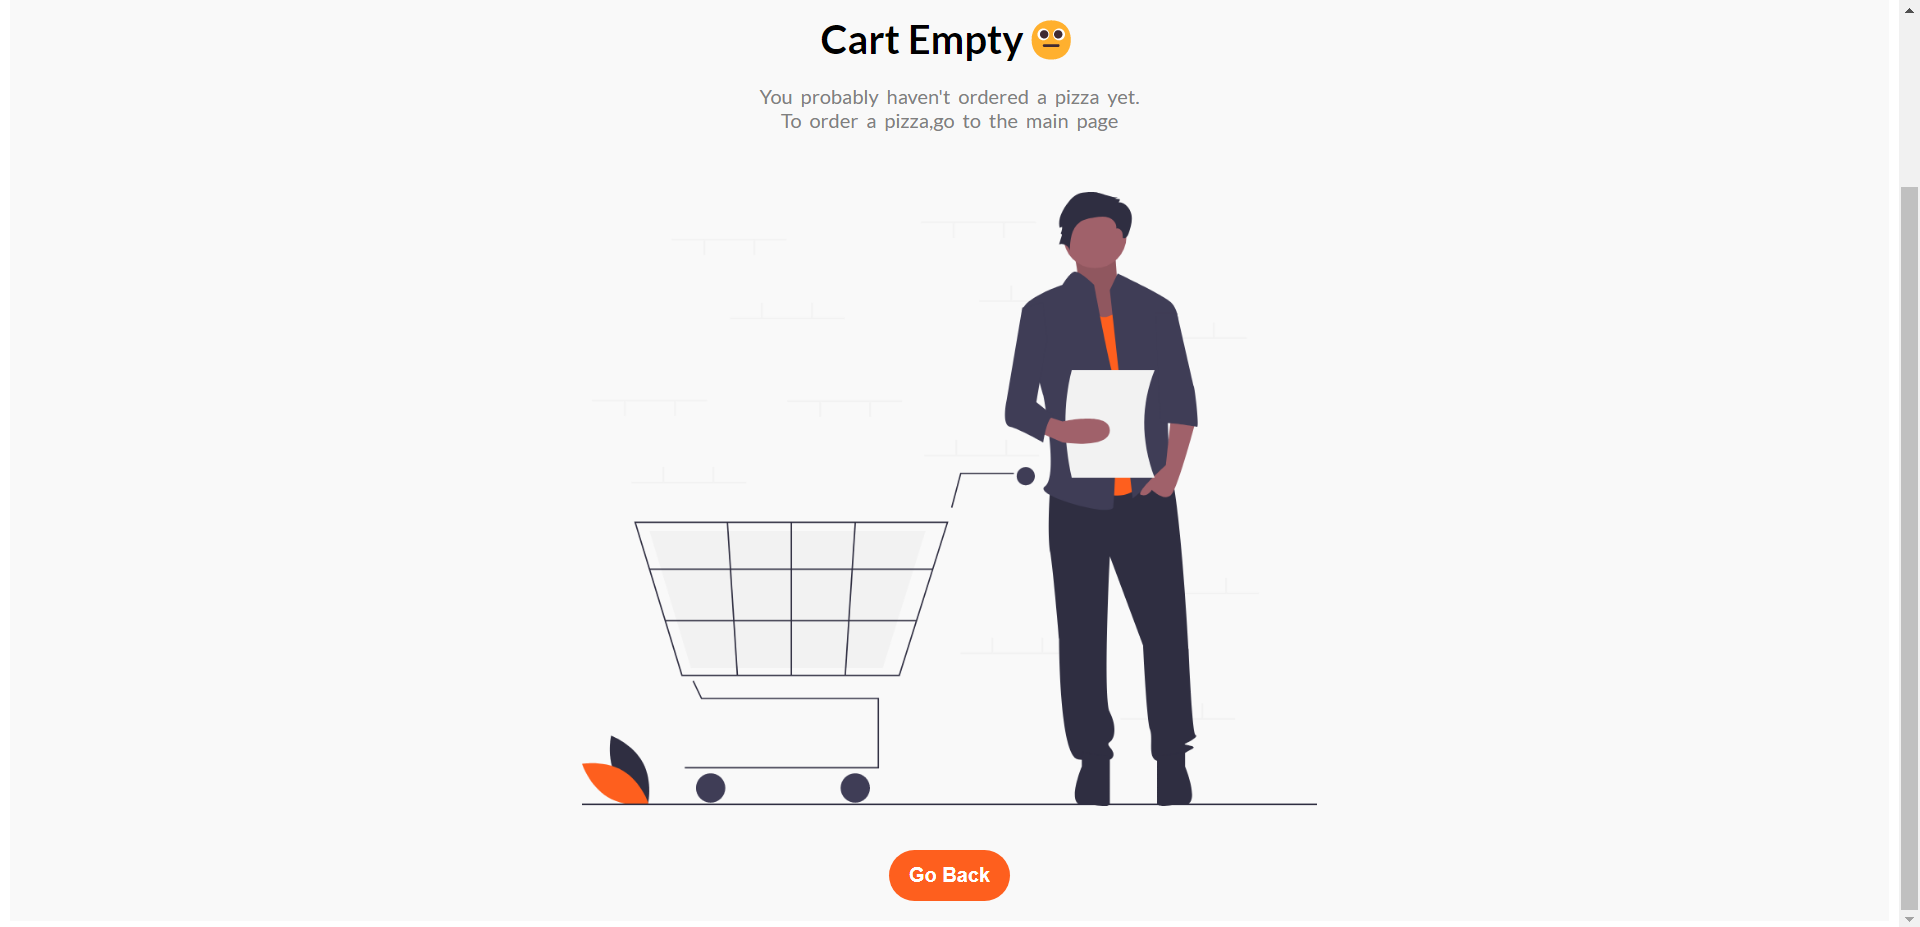 Cart Empty 😐
You probably haven't ordered a pizza yet.
To order a pizza,go to the main page
Go Back